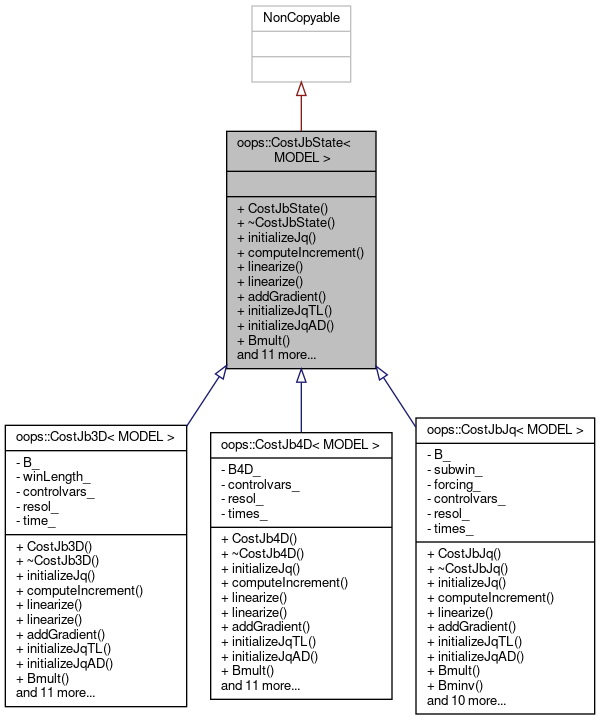 NonCopyable
oops::CostJbState<
MODEL >
+ CostJbState()
+ ~CostJbState()
+ initializeJq()
+ computeIncrement()
+ linearize()
+ linearize()
+ addGradient()
+ initializeJqTL()
+ initializeJqAD()
+ Bmult()
and 11 more...
oops::CostJb3D< MODEL >
- B_
- winLength_
- controlvars_
- resol_
- time_
+ CostJb3D()
+ ~CostJb3D()
+ initializeJq()
+ computeIncrement()
+ linearize()
+ linearize()
+ addGradient()
+ initializeJqTL()
+ initializeJqAD()
+ Bmult()
and 11 more...
oops::CostJb4D< MODEL >
- B4D_
- controlvars_
- resol_
- times_
+ CostJb4D()
+ ~CostJb4D()
+ initializeJq()
+ computeIncrement()
+ linearize()
+ linearize()
+ addGradient()
+ initializeJqTL()
+ initializeJqAD()
+ Bmult()
and 11 more...
oops::CostJbJq< MODEL >
- B_
- subwin_
- forcing_
- controlvars_
- resol_
- times_
+ CostJbJq()
+ ~CostJbJq()
+ initializeJq()
+ computeIncrement()
+ linearize()
+ addGradient()
+ initializeJqTL()
+ initializeJqAD()
+ Bmult()
+ Bminv()
and 10 more...